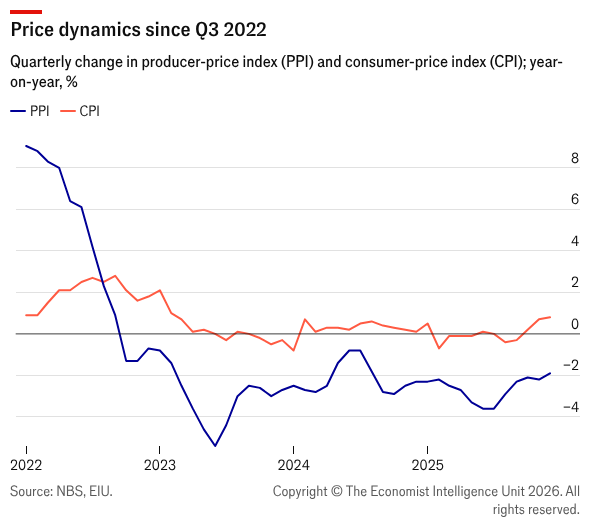 Price dynamics since Q3 2022
Quarterly change in producer-price index (PPI) and consumer-price index (CPI); year-
on-year, %
PPI CPI
8
6
4
2
0
−2
−4
2022 2023 2024 2025
Source: NBS, EIU.
Copyright © The Economist Intelligence Unit 2026. All
rights reserved.